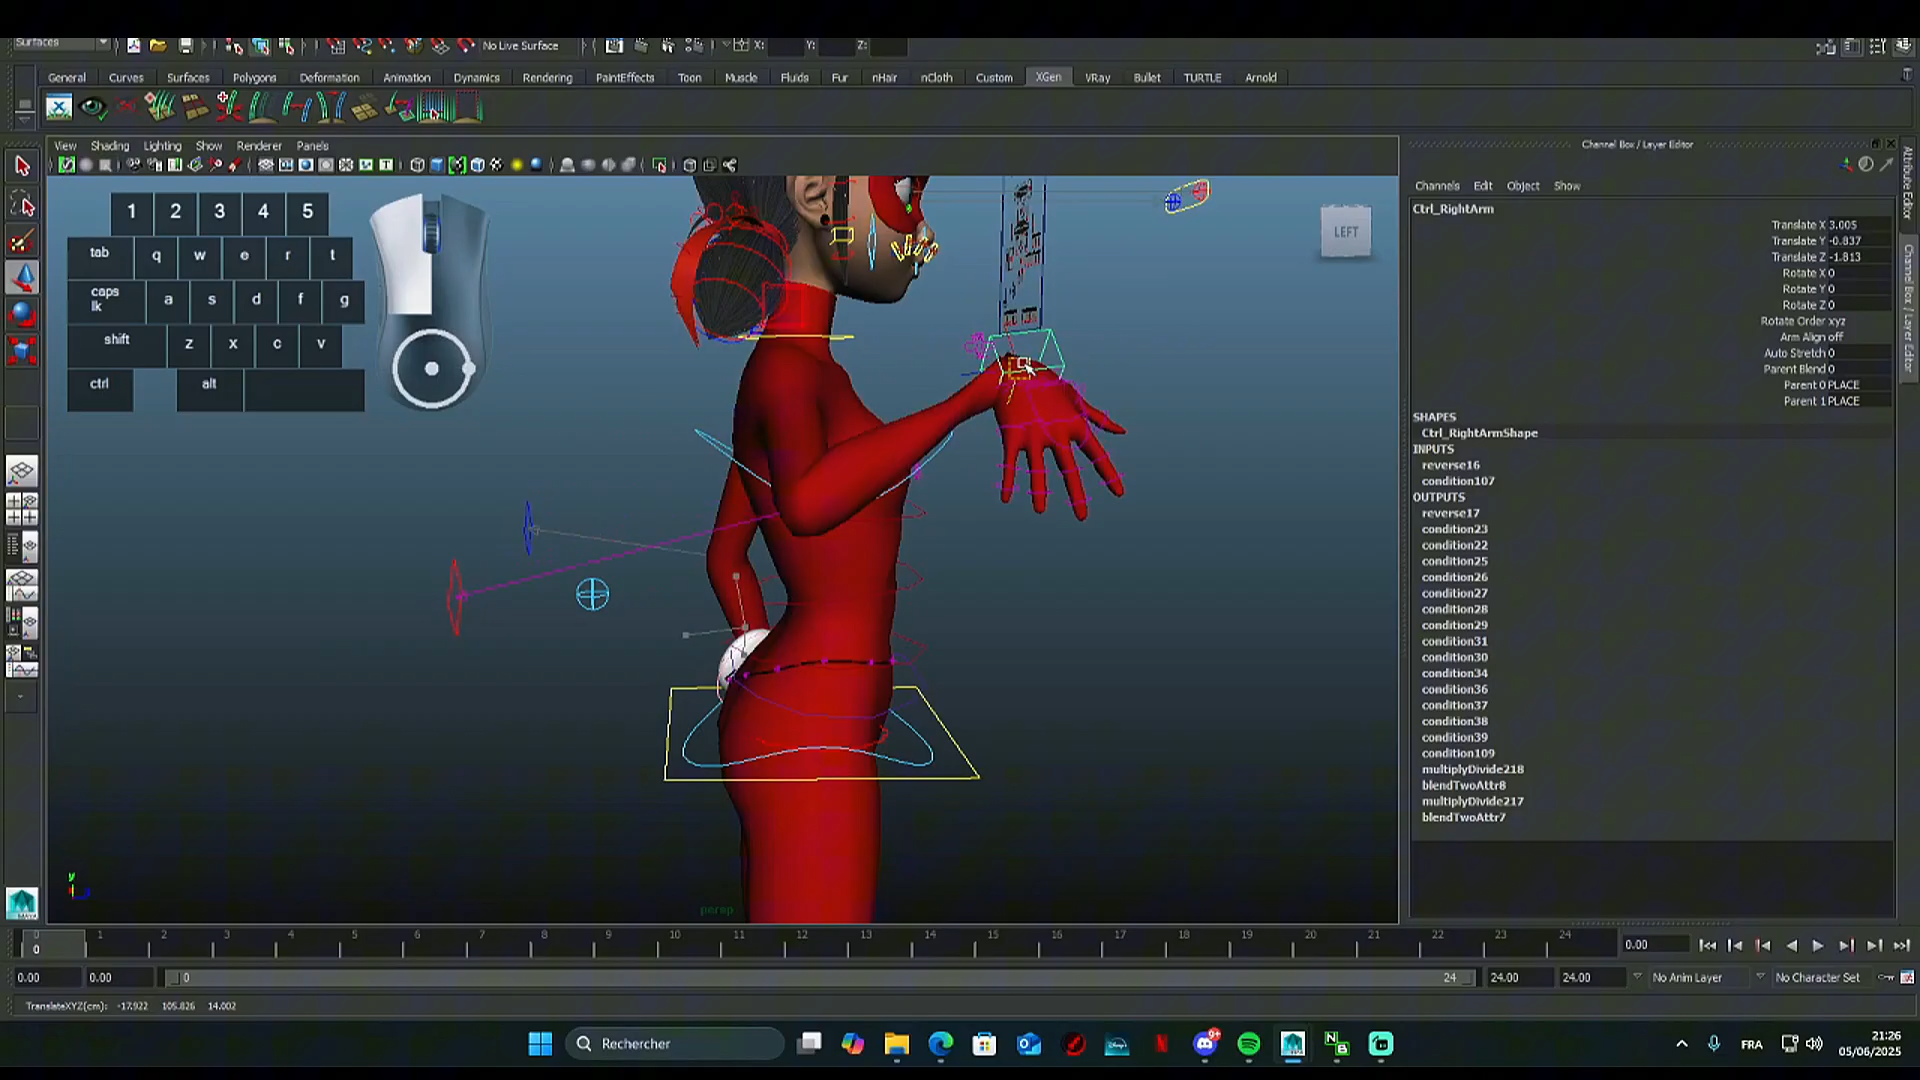 Surfaces
No Live Surface
X:
Y:
Z:
General Curves Surfaces Polygons Deformation Animation Dynamics Rendering PaintEffects Toon Muscle Fluids Fur nHair nCloth Custom XGen VRay Bullet TURTLE Arnold
View Shading Lighting Show Renderer Panels
Channel Box / Layer Editor
Channels Edit Object Show
Attribute Editor
Channel Box / Layer Editor
1 2 3 4 5
tab q w e r t
caps lk a s d f g
shift z x c v
ctrl alt
LEFT
Ctrl_RightArm
Translate X 3.005
Translate Y -0.837
Translate Z -1.813
Rotate X 0
Rotate Y 0
Rotate Z 0
Rotate Order xyz
Arm Align off
Auto Stretch 0
Parent Blend 0
Parent 0 PLACE
Parent 1 PLACE
SHAPES
Ctrl_RightArmShape
INPUTS
reverse16
condition107
OUTPUTS
reverse17
condition23
condition22
condition25
condition26
condition27
condition28
condition29
condition31
condition30
condition34
condition36
condition37
condition38
condition39
condition109
multiplyDivide218
blendTwoAttr8
multiplyDivide217
blendTwoAttr7
y
persp
0 1 2 3 4 5 6 7 8 9 10 11 12 13 14 15 16 17 18 19 20 21 22 23 24
0
0.00
0.00 0.00 0 24 24.00 24.00 No Anim Layer No Character Set
TranslateXYZ(cm): -17.922 105.826 14.002
Rechercher
FRA
21:26
05/06/2025